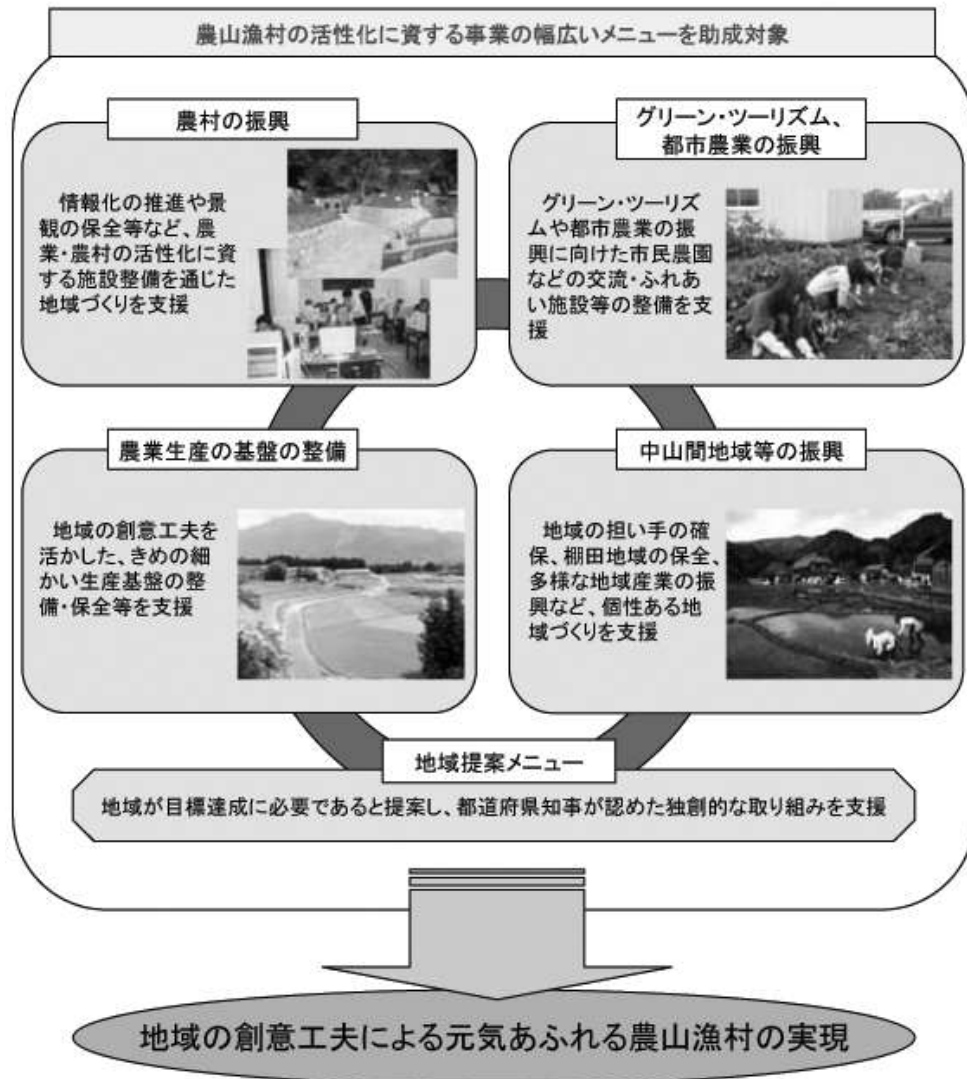 農山漁村の活性化に資する事業の幅広いメニューを助成対象
農村の振興
情報化の推進や景
観の保全等など、農
業・農村の活性化に資
する施設整備を通じた
地域づくりを支援
グリーン・ツーリズム、
都市農業の振興
グリーン・ツーリズ
ムや都市農業の振
興に向けた市民農園
などの交流・ふれあ
い施設等の整備を支
援
農業生産の基盤の整備
地域の創意工夫を
活かした、きめの細
かい生産基盤の整
備・保全等を支援
中山間地域等の振興
地域の担い手の確
保、棚田地域の保全、
多様な地域産業の振
興など、個性ある地
域づくりを支援
地域提案メニュー
地域が目標達成に必要であると提案し、都道府県知事が認めた独創的な取り組みを支援
地域の創意工夫による元気あふれる農山漁村の実現